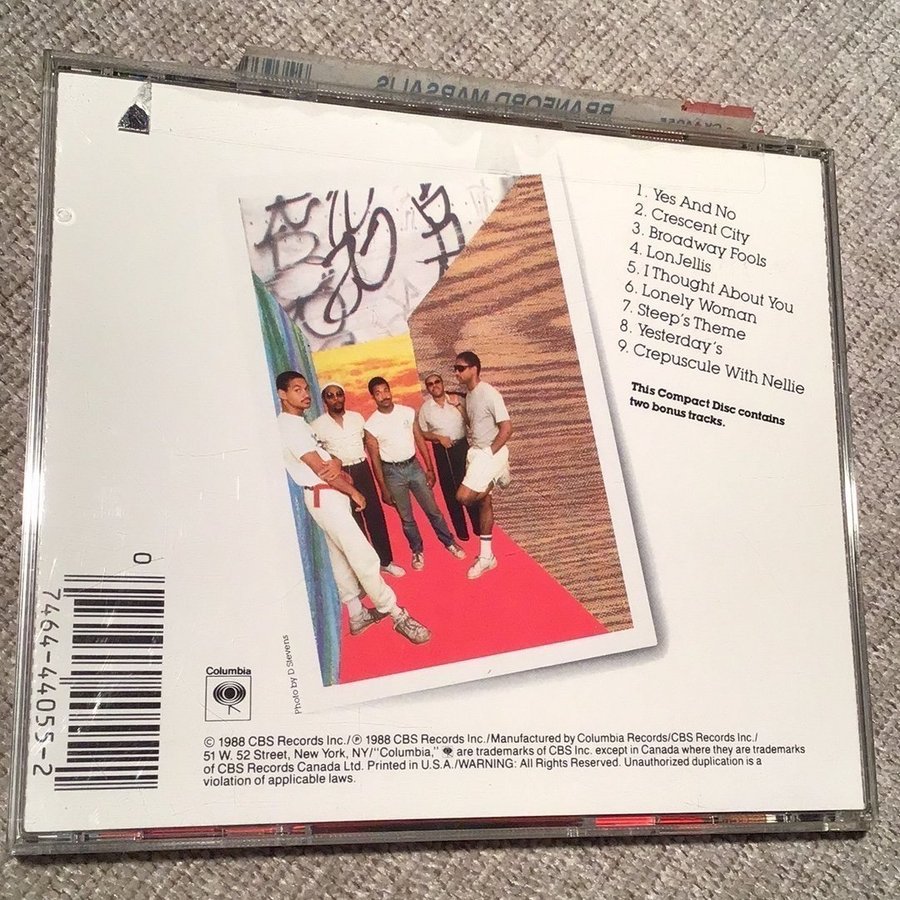 BRANFORD MARSALIS
1. Yes And No
2. Crescent City
3. Broadway Fools
4. LonJellis
5. I Thought About You
6. Lonely Woman
7. Steep's Theme
8. Yesterday's
9. Crepuscule With Nellie
This Compact Disc contains
two bonus tracks.
Photo by D Stevens
0
7464-44055-2
Columbia
© 1988 CBS Records Inc./℗ 1988 CBS Records Inc./Manufactured by Columbia Records/CBS Records Inc./
51 W. 52 Street, New York, NY/"Columbia," are trademarks of CBS Inc. except in Canada where they are trademarks
of CBS Records Canada Ltd. Printed in U.S.A./WARNING: All Rights Reserved. Unauthorized duplication is a
violation of applicable laws.